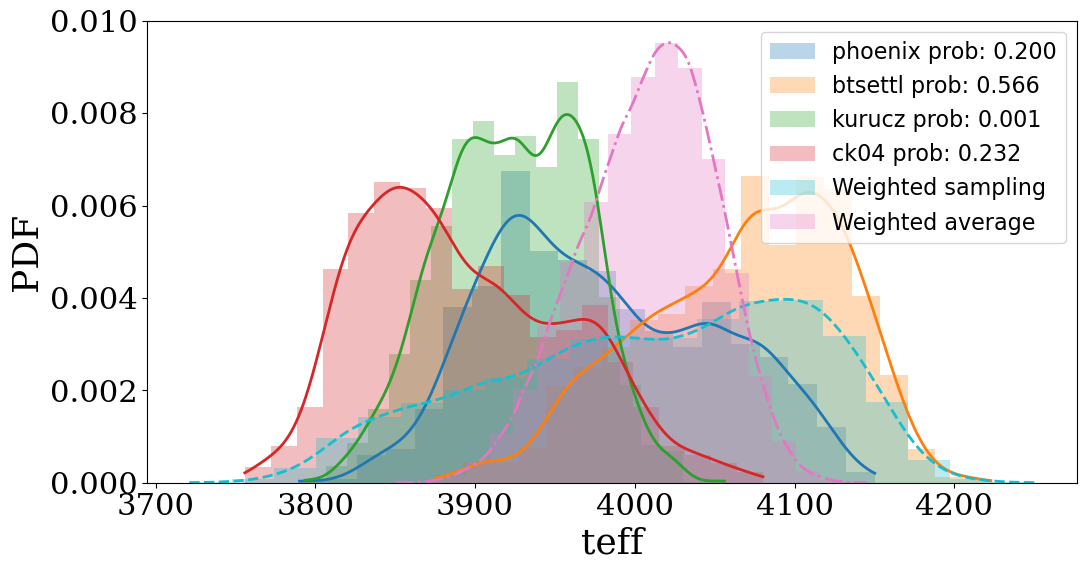 0.010
0.008
0.006
0.004
0.002
0.000
PDF
3700
3800
3900
4000
4100
4200
teff
phoenix prob: 0.200
btsettl prob: 0.566
kurucz prob: 0.001
ck04 prob: 0.232
Weighted sampling
Weighted average